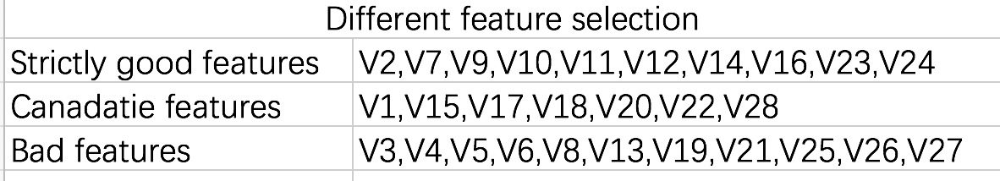 Different feature selection
Strictly good features V2,V7,V9,V10,V11,V12,V14,V16,V23,V24
Canadatie features V1,V15,V17,V18,V20,V22,V28
Bad features V3,V4,V5,V6,V8,V13,V19,V21,V25,V26,V27